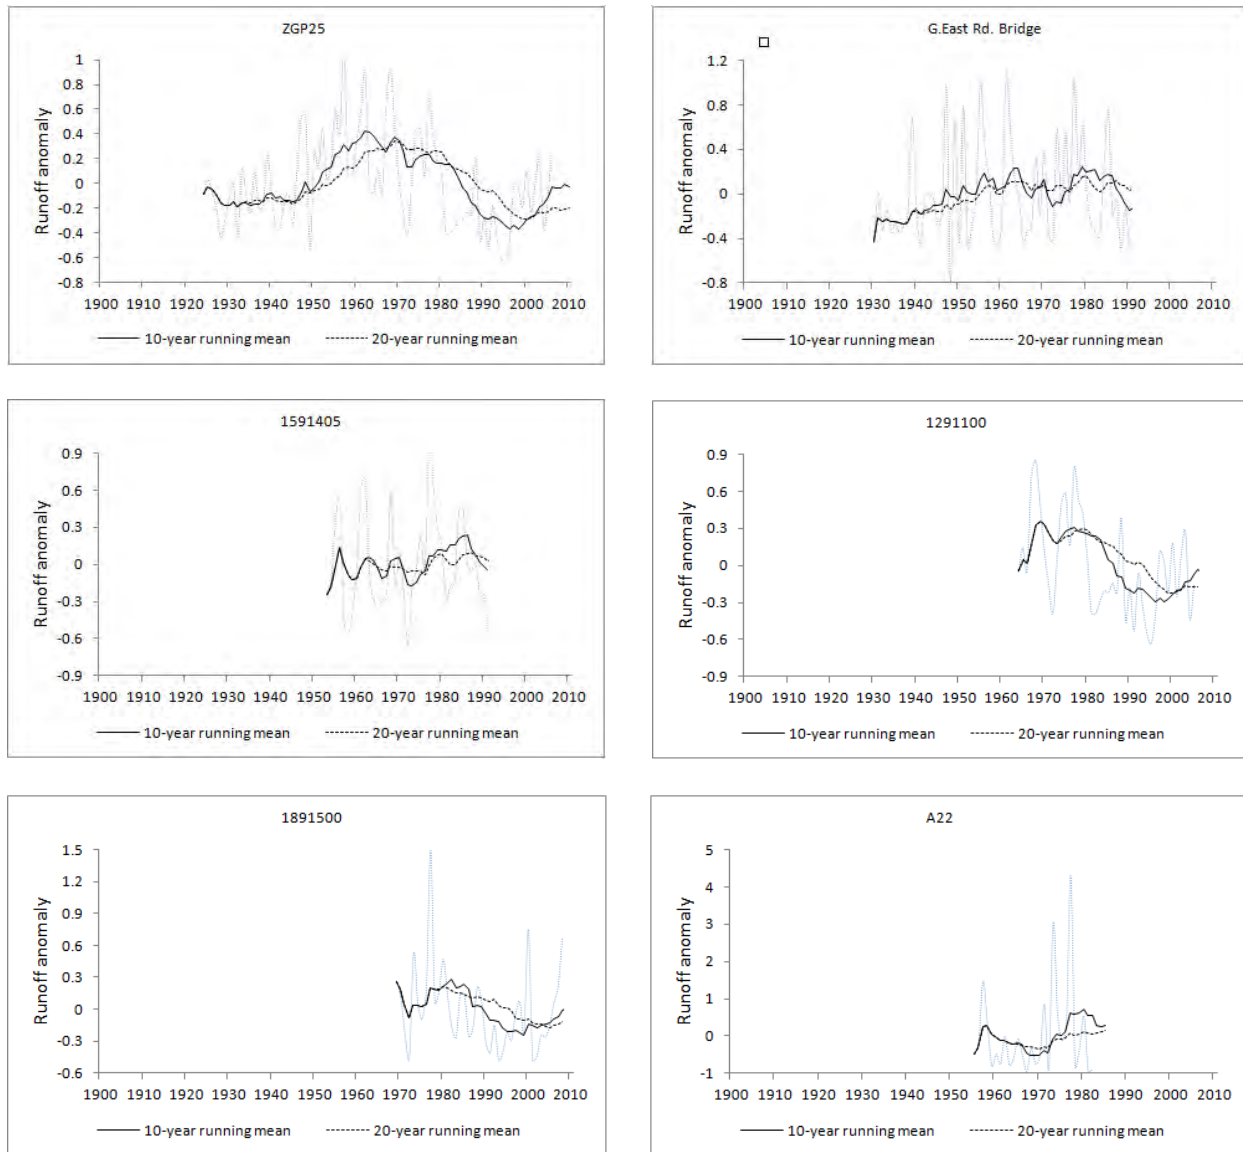 ZGP25
Runoff anomaly
1
0.8
0.6
0.4
0.2
0
-0.2
-0.4
-0.6
-0.8
1900 1910 1920 1930 1940 1950 1960 1970 1980 1990 2000 2010
10-year running mean 20-year running mean
G.East Rd. Bridge
Runoff anomaly
1.2
0.8
0.4
0
-0.4
-0.8
1900 1910 1920 1930 1940 1950 1960 1970 1980 1990 2000 2010
10-year running mean 20-year running mean
1591405
Runoff anomaly
0.9
0.6
0.3
0
-0.3
-0.6
-0.9
1900 1910 1920 1930 1940 1950 1960 1970 1980 1990 2000 2010
10-year running mean 20-year running mean
1291100
Runoff anomaly
0.9
0.6
0.3
0
-0.3
-0.6
-0.9
1900 1910 1920 1930 1940 1950 1960 1970 1980 1990 2000 2010
10-year running mean 20-year running mean
1891500
Runoff anomaly
1.5
1.2
0.9
0.6
0.3
0
-0.3
-0.6
1900 1910 1920 1930 1940 1950 1960 1970 1980 1990 2000 2010
10-year running mean 20-year running mean
A22
Runoff anomaly
5
4
3
2
1
0
-1
1900 1910 1920 1930 1940 1950 1960 1970 1980 1990 2000 2010
10-year running mean 20-year running mean